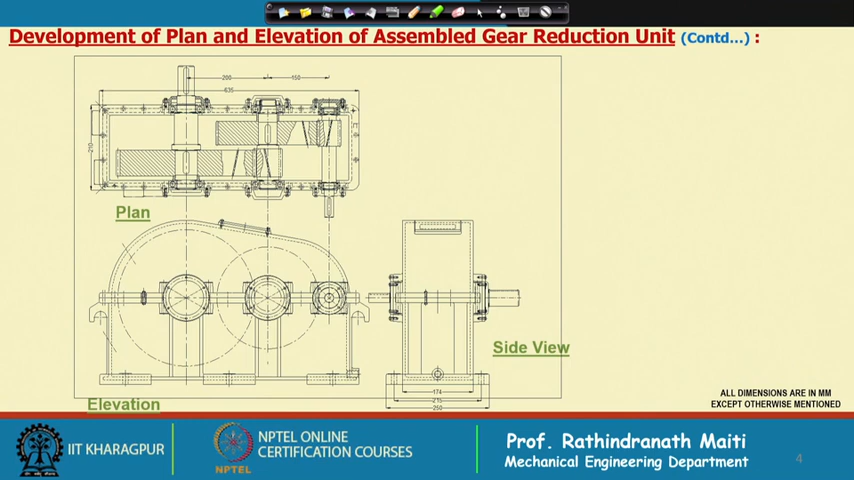 Development of Plan and Elevation of Assembled Gear Reduction Unit (Contd...) :
200
150
635
210
Plan
Side View
174
215
250
Elevation
ALL DIMENSIONS ARE IN MM
EXCEPT OTHERWISE MENTIONED
IIT KHARAGPUR
NPTEL
NPTEL ONLINE
CERTIFICATION COURSES
Prof. Rathindranath Maiti
Mechanical Engineering Department
4